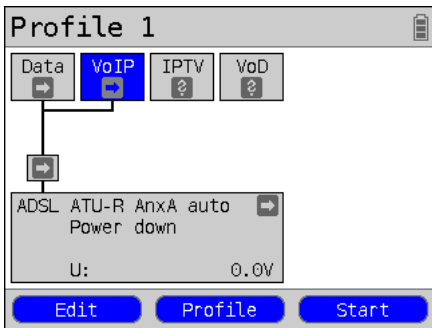 Profile 1
Data VoIP IPTV VoD
ADSL ATU-R AnxA auto
Power down
U: 0.0V
Edit Profile Start